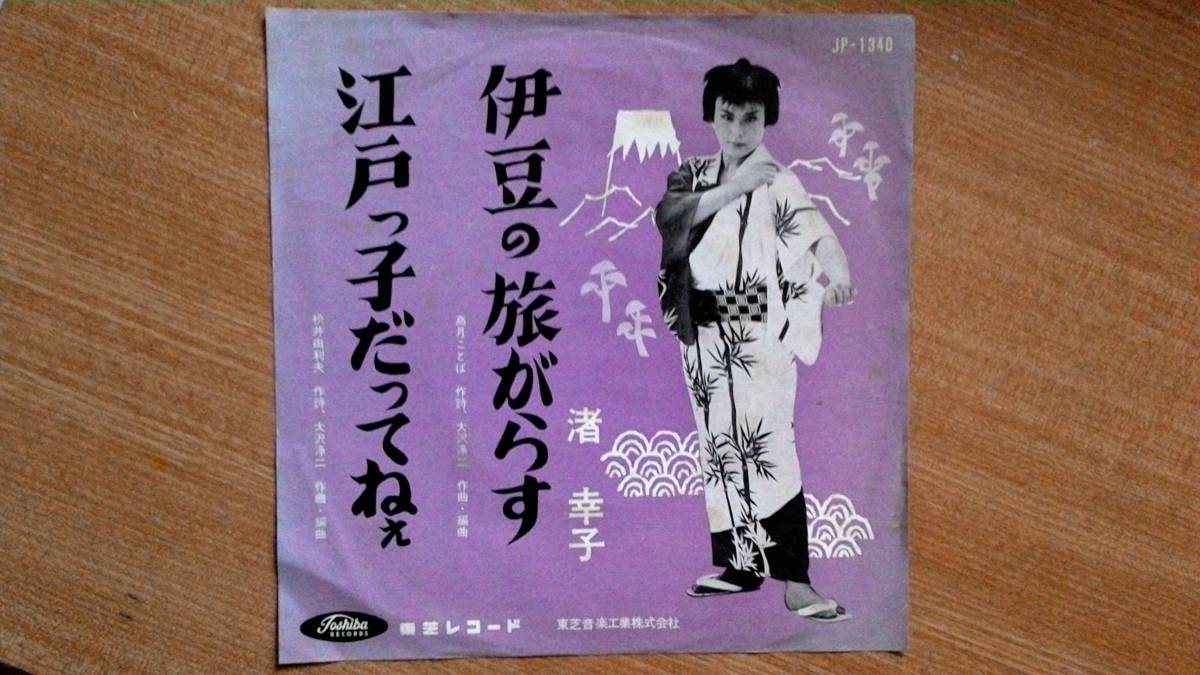 JP-1340
伊豆の旅がらす
高月ことば 作詩、大沢浄二 作曲・編曲
江戸っ子だってねぇ
松井由利夫 作詩、大沢浄二 作曲・編曲
渚 幸子
Toshiba
RECORDS
東芝レコード
東芝音楽工業株式会社